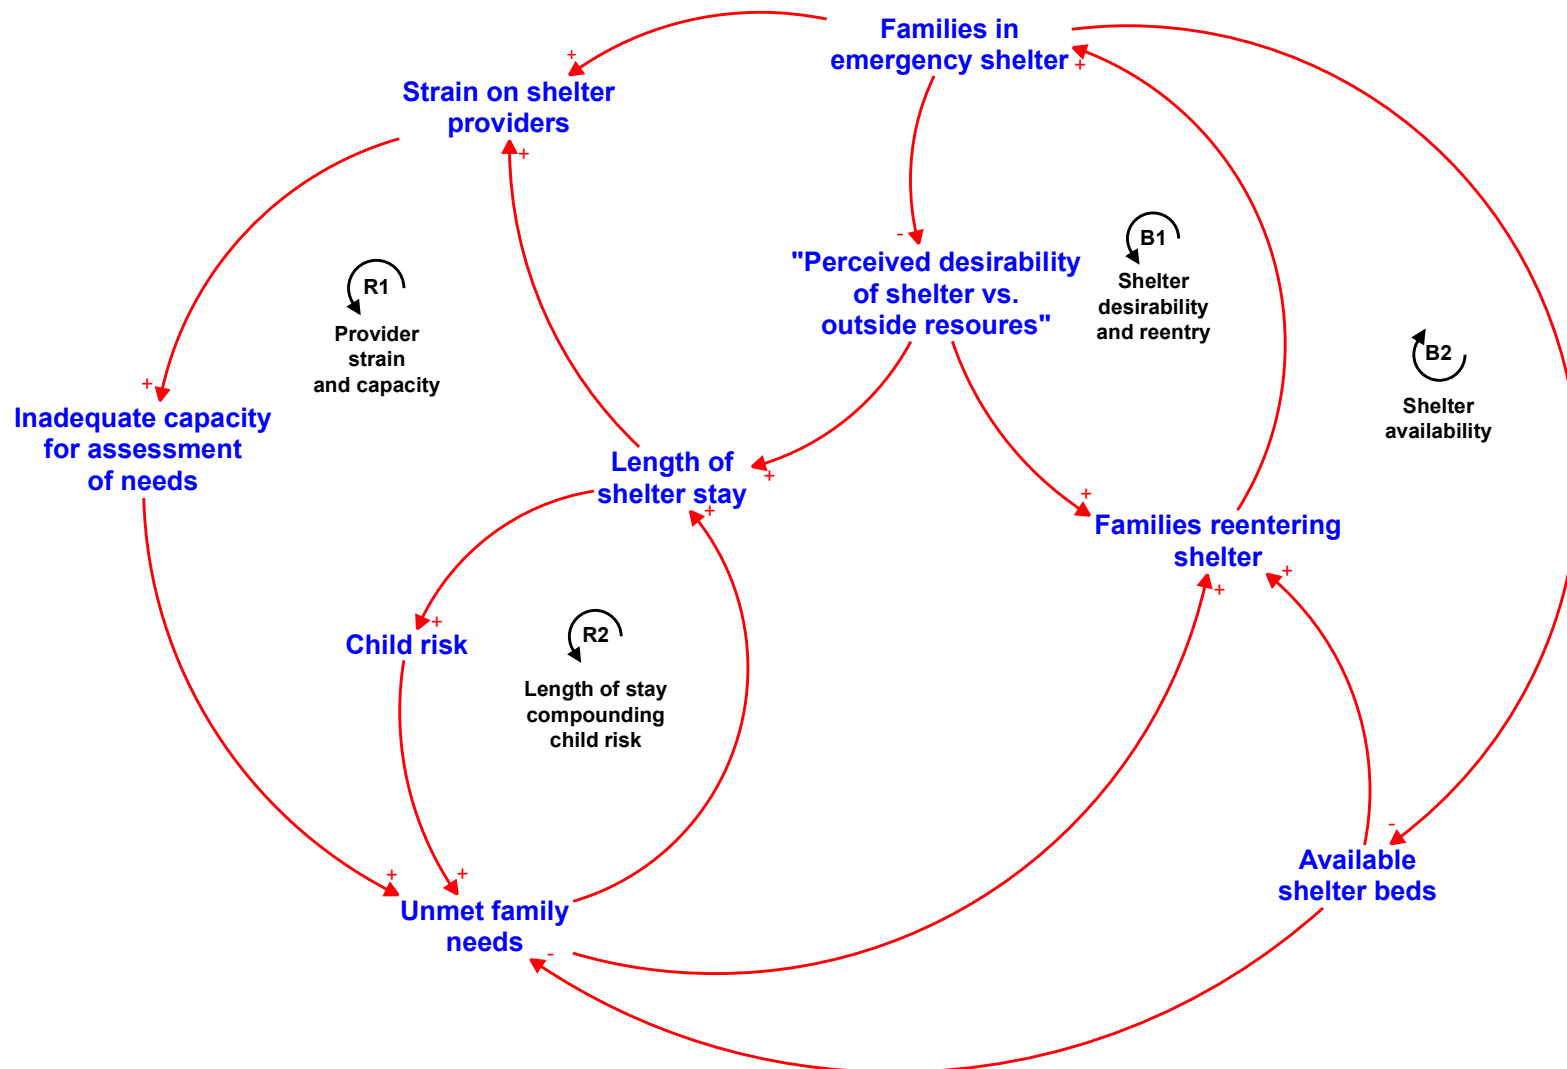 Families in
emergency shelter
+
+
Strain on shelter
providers
+
-
"Perceived desirability
of shelter vs.
outside resoures"
B1
Shelter
desirability
and reentry
R1
Provider
strain
and capacity
B2
Shelter
availability
+
Inadequate capacity
for assessment
of needs
Length of
shelter stay
+
+
+
Families reentering
shelter
+
+
+
Child risk
R2
Length of stay
compounding
child risk
-
Available
shelter beds
+
+
Unmet family
needs
-